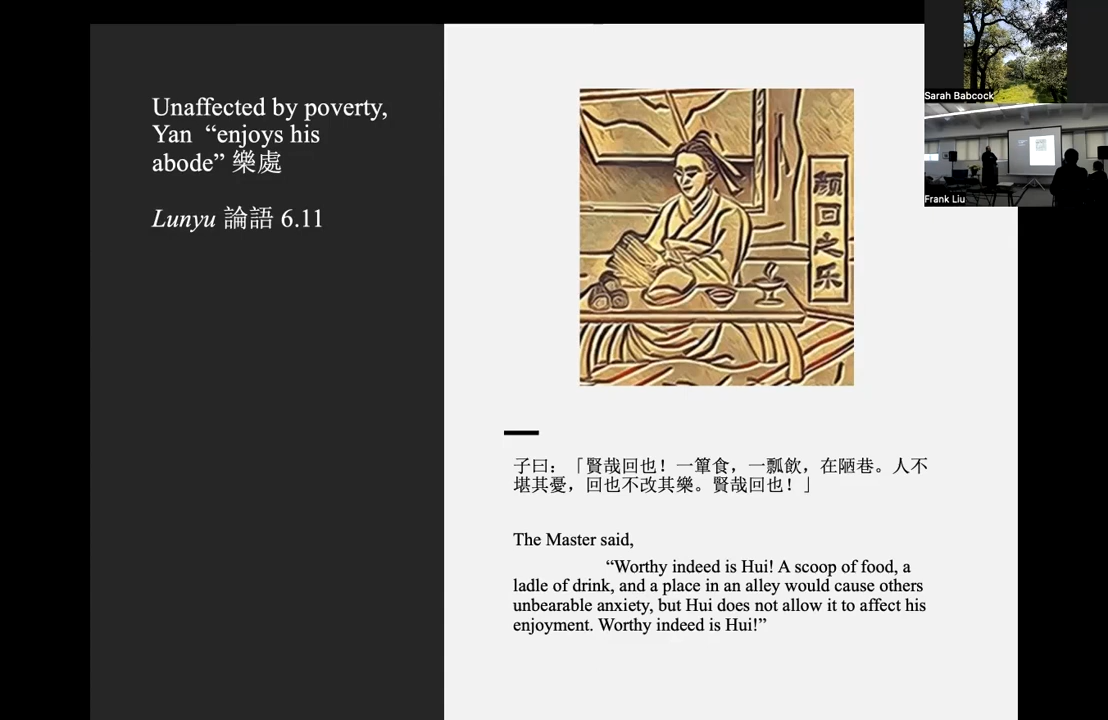 Unaffected by poverty,
Yan “enjoys his
abode” 樂處
Lunyu 論語 6.11
颜
回
之
乐
子曰：「賢哉回也！一簞食，一瓢飲，在陋巷。人不
堪其憂，回也不改其樂。賢哉回也！」
The Master said,
“Worthy indeed is Hui! A scoop of food, a
ladle of drink, and a place in an alley would cause others
unbearable anxiety, but Hui does not allow it to affect his
enjoyment. Worthy indeed is Hui!”
Sarah Babcock
Frank Liu